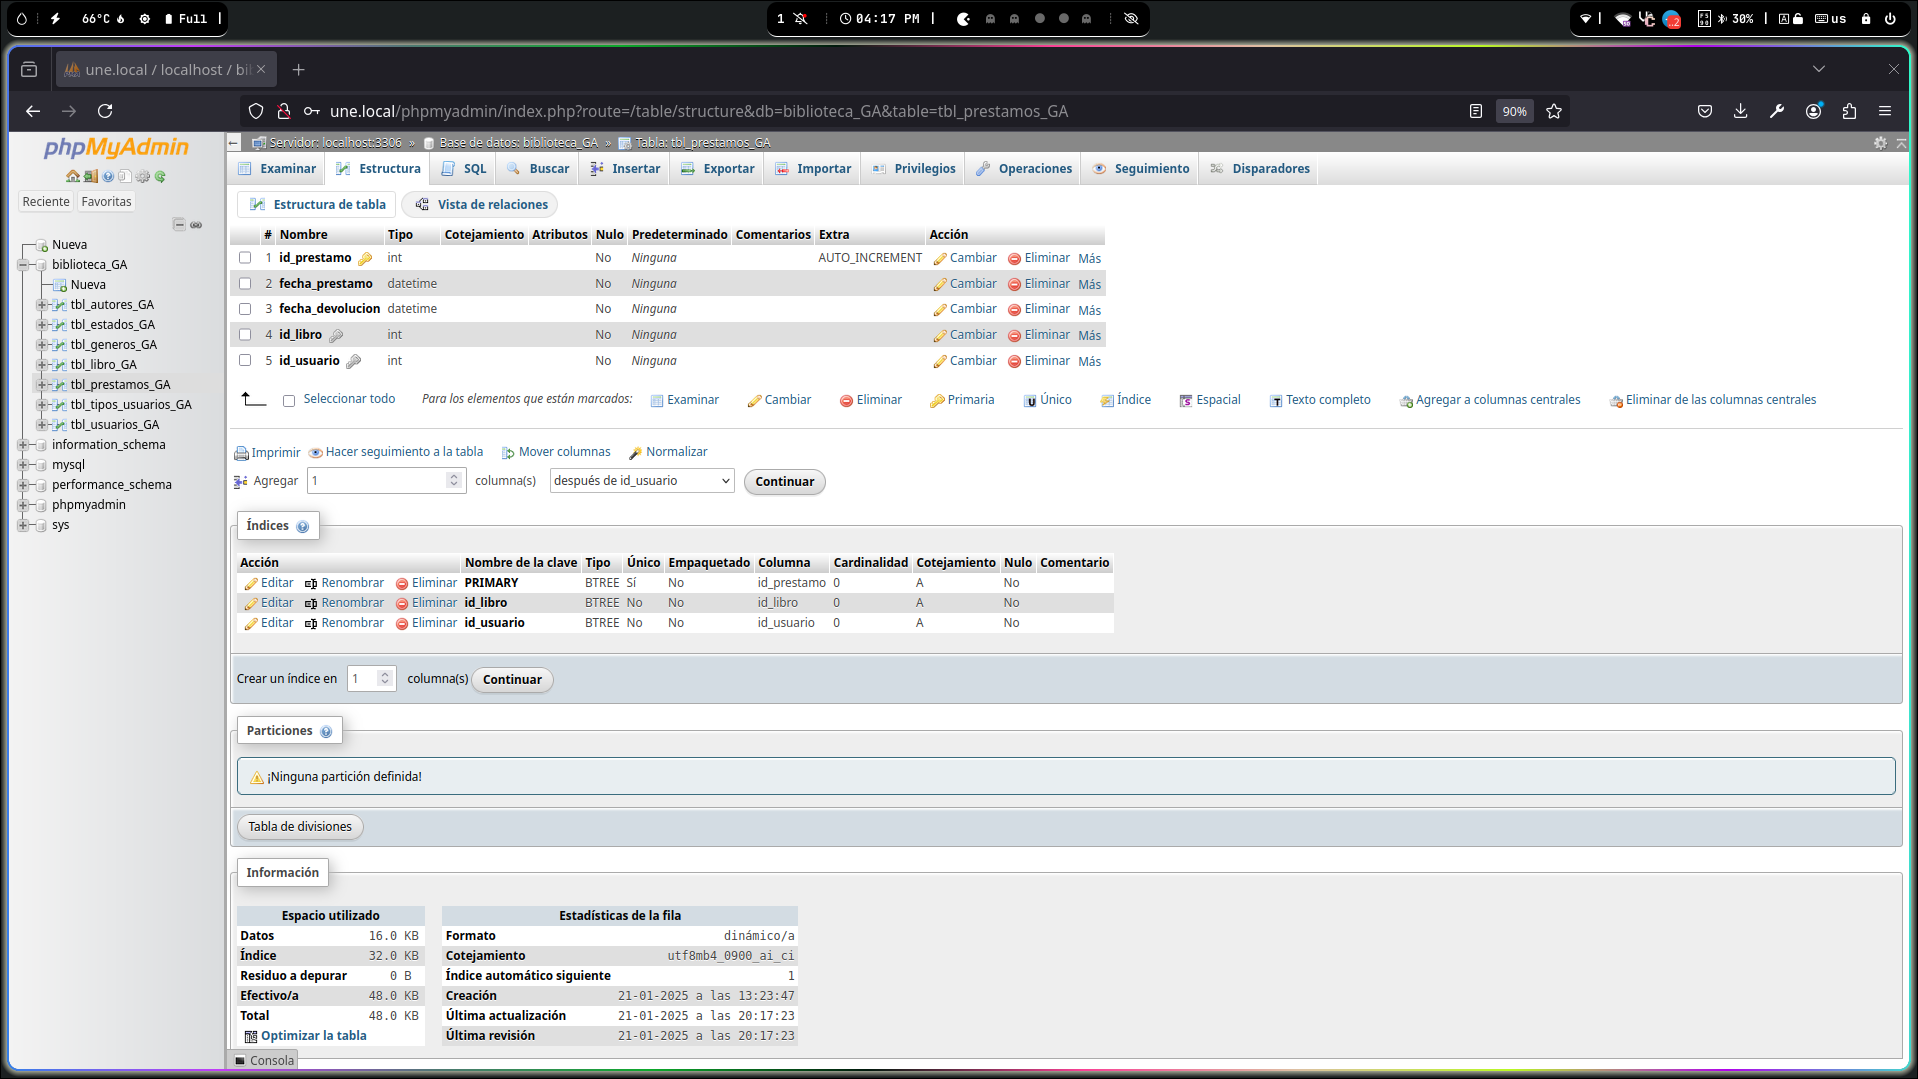 66°C Full |
1 04:17 PM |
| 30% | A us
une.local / localhost / bi
une.local/phpmyadmin/index.php?route=/table/structure&db=biblioteca_GA&table=tbl_prestamos_GA 90%
phpMyAdmin
Reciente Favoritas
Nueva
biblioteca_GA
Nueva
tbl_autores_GA
tbl_estados_GA
tbl_generos_GA
tbl_libro_GA
tbl_prestamos_GA
tbl_tipos_usuarios_GA
tbl_usuarios_GA
information_schema
mysql
performance_schema
phpmyadmin
sys
Servidor: localhost:3306 » Base de datos: biblioteca_GA » Tabla: tbl_prestamos_GA
Examinar Estructura SQL Buscar Insertar Exportar Importar Privilegios Operaciones Seguimiento Disparadores
Estructura de tabla Vista de relaciones
# Nombre Tipo Cotejamiento Atributos Nulo Predeterminado Comentarios Extra Acción
1 id_prestamo int No Ninguna AUTO_INCREMENT Cambiar Eliminar Más
2 fecha_prestamo datetime No Ninguna Cambiar Eliminar Más
3 fecha_devolucion datetime No Ninguna Cambiar Eliminar Más
4 id_libro int No Ninguna Cambiar Eliminar Más
5 id_usuario int No Ninguna Cambiar Eliminar Más
Seleccionar todo Para los elementos que están marcados: Examinar Cambiar Eliminar Primaria Único Índice Espacial Texto completo Agregar a columnas centrales Eliminar de las columnas centrales
Imprimir Hacer seguimiento a la tabla Mover columnas Normalizar
Agregar 1 columna(s) después de id_usuario Continuar
Índices
Acción Nombre de la clave Tipo Único Empaquetado Columna Cardinalidad Cotejamiento Nulo Comentario
Editar Renombrar Eliminar PRIMARY BTREE Sí No id_prestamo 0 A No
Editar Renombrar Eliminar id_libro BTREE No No id_libro 0 A No
Editar Renombrar Eliminar id_usuario BTREE No No id_usuario 0 A No
Crear un índice en 1 columna(s) Continuar
Particiones
¡Ninguna partición definida!
Tabla de divisiones
Información
Espacio utilizado
Datos 16.0 KB
Índice 32.0 KB
Residuo a depurar 0 B
Efectivo/a 48.0 KB
Total 48.0 KB
Optimizar la tabla
Estadísticas de la fila
Formato dinámico/a
Cotejamiento utf8mb4_0900_ai_ci
Índice automático siguiente 1
Creación 21-01-2025 a las 13:23:47
Última actualización 21-01-2025 a las 20:17:23
Última revisión 21-01-2025 a las 20:17:23
Consola